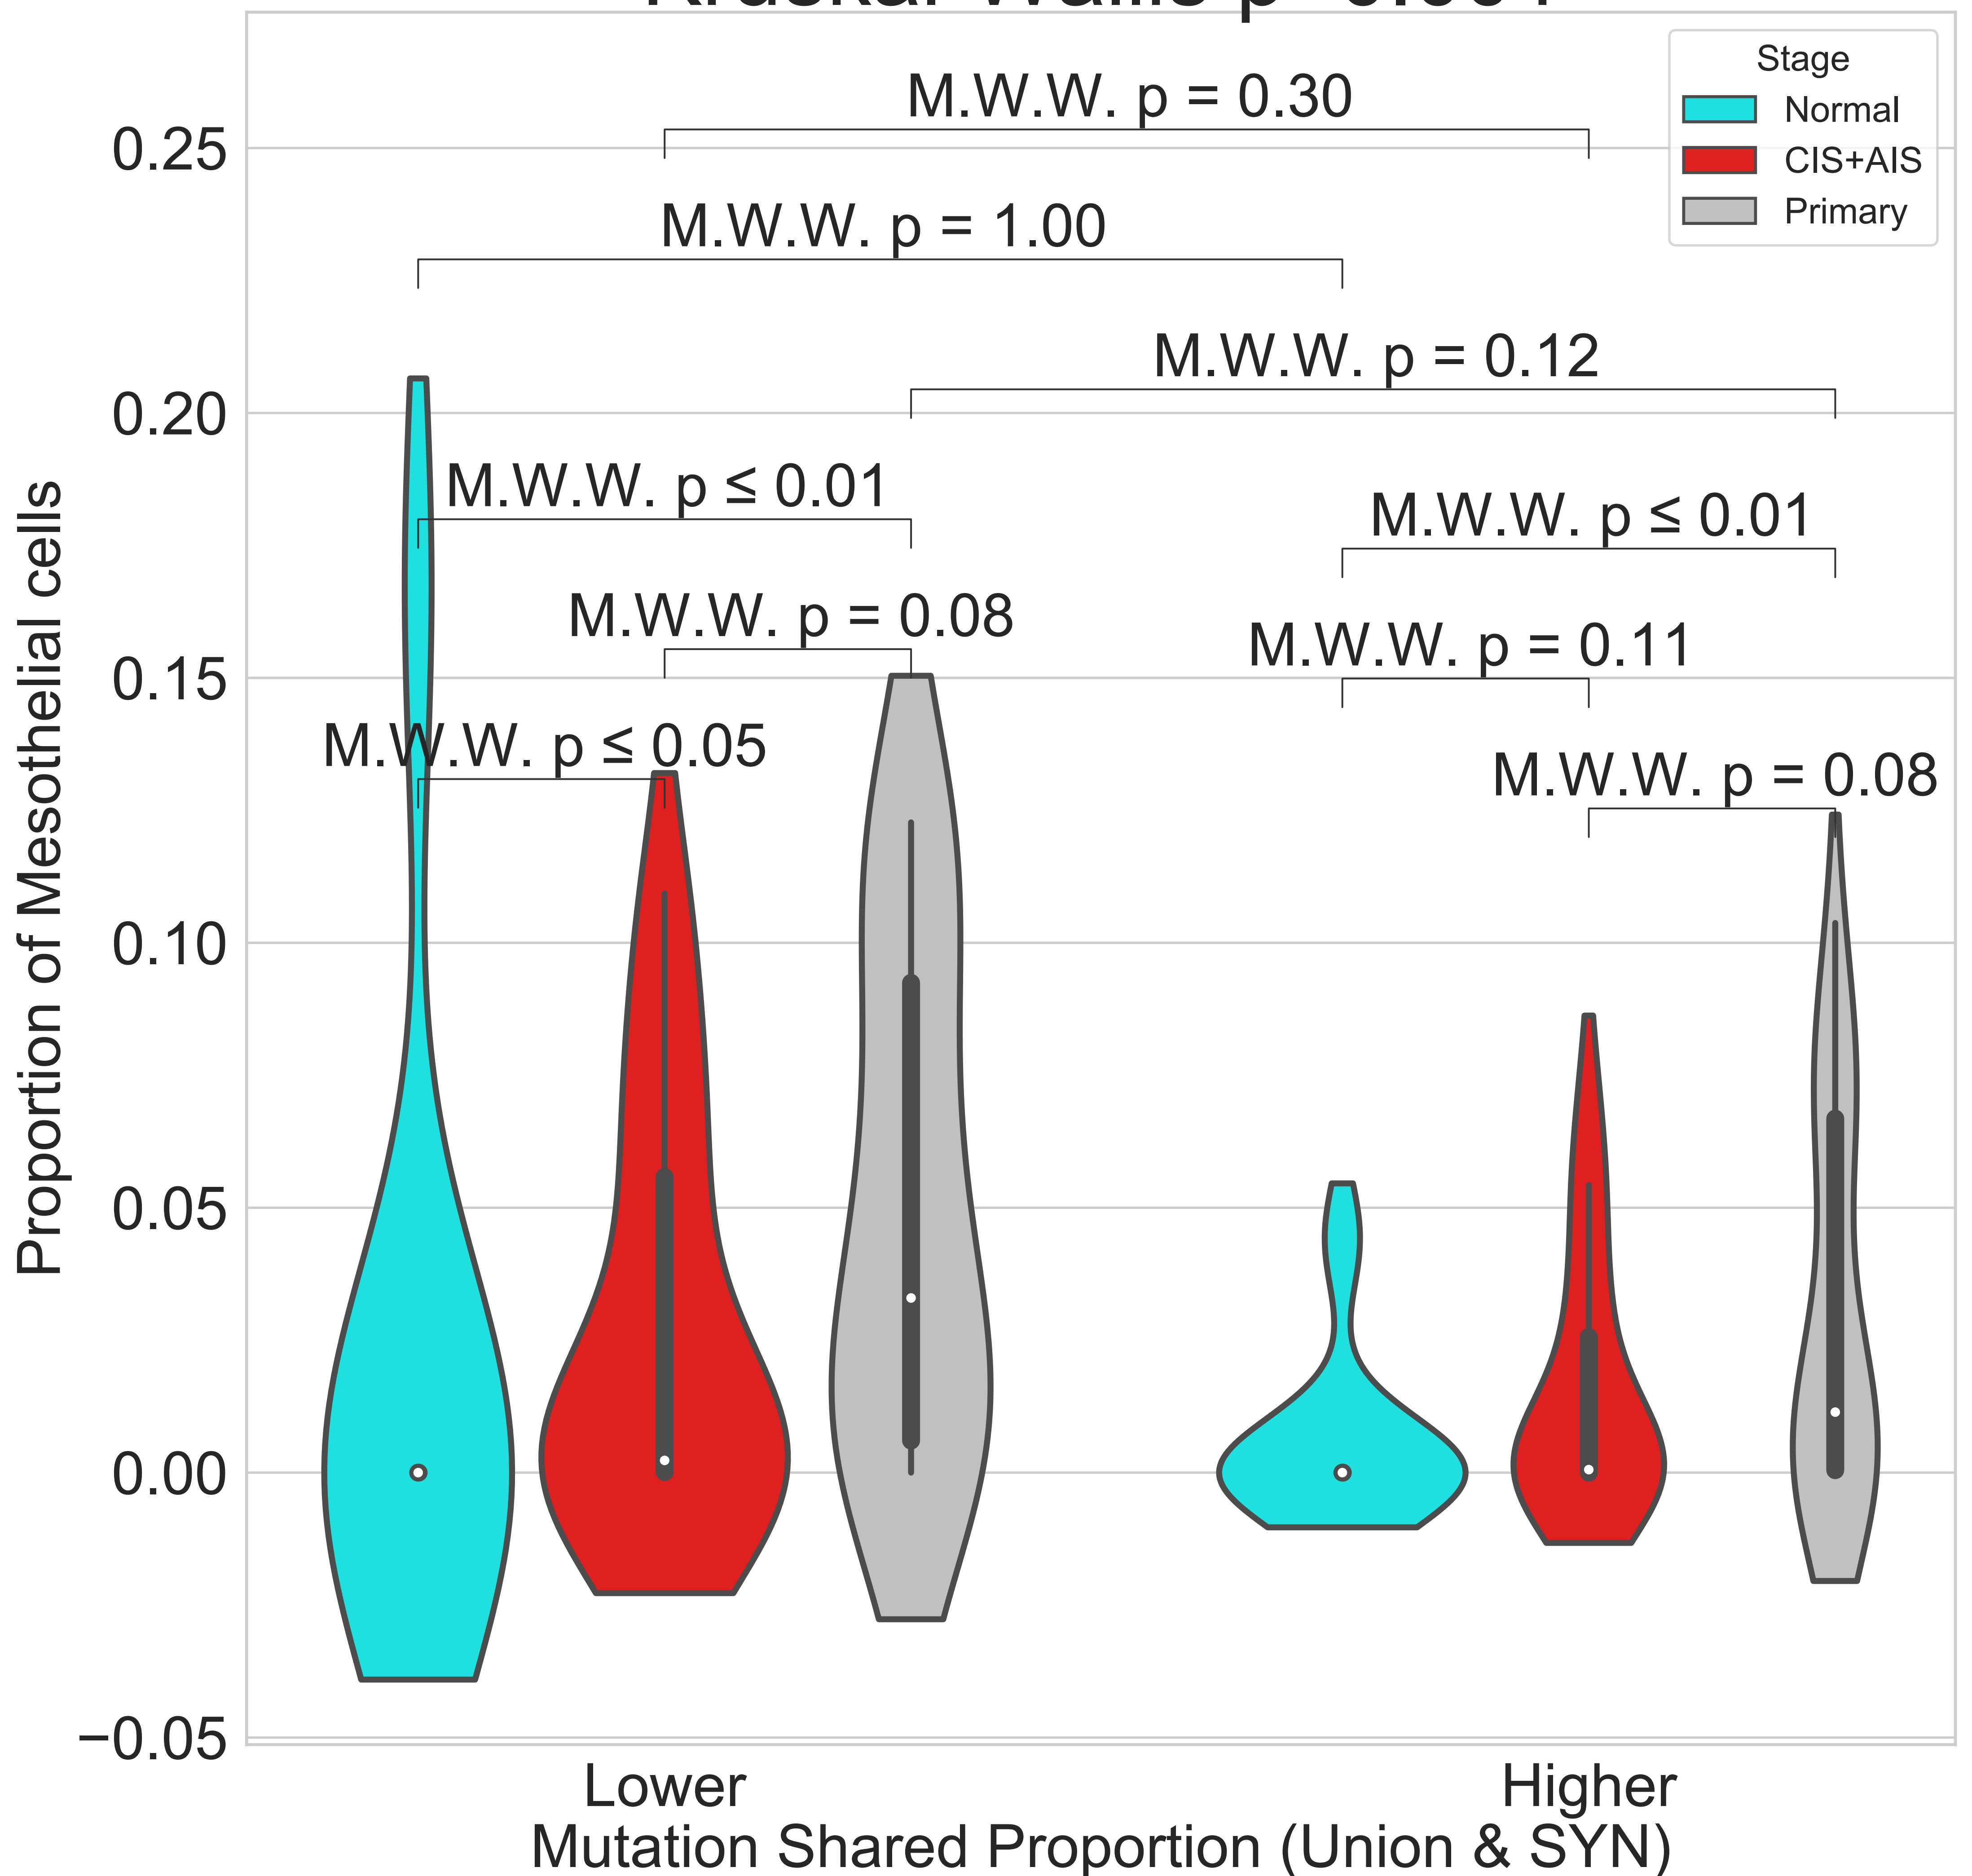 Stage
Normal
CIS+AIS
Primary
M.W.W. p = 0.30
M.W.W. p = 1.00
M.W.W. p = 0.12
M.W.W. p ≤ 0.01
M.W.W. p ≤ 0.01
M.W.W. p = 0.08
M.W.W. p = 0.11
M.W.W. p ≤ 0.05
M.W.W. p = 0.08
0.25
0.20
0.15
0.10
0.05
0.00
−0.05
Proportion of Mesothelial cells
Lower
Higher
Mutation Shared Proportion (Union & SYN)